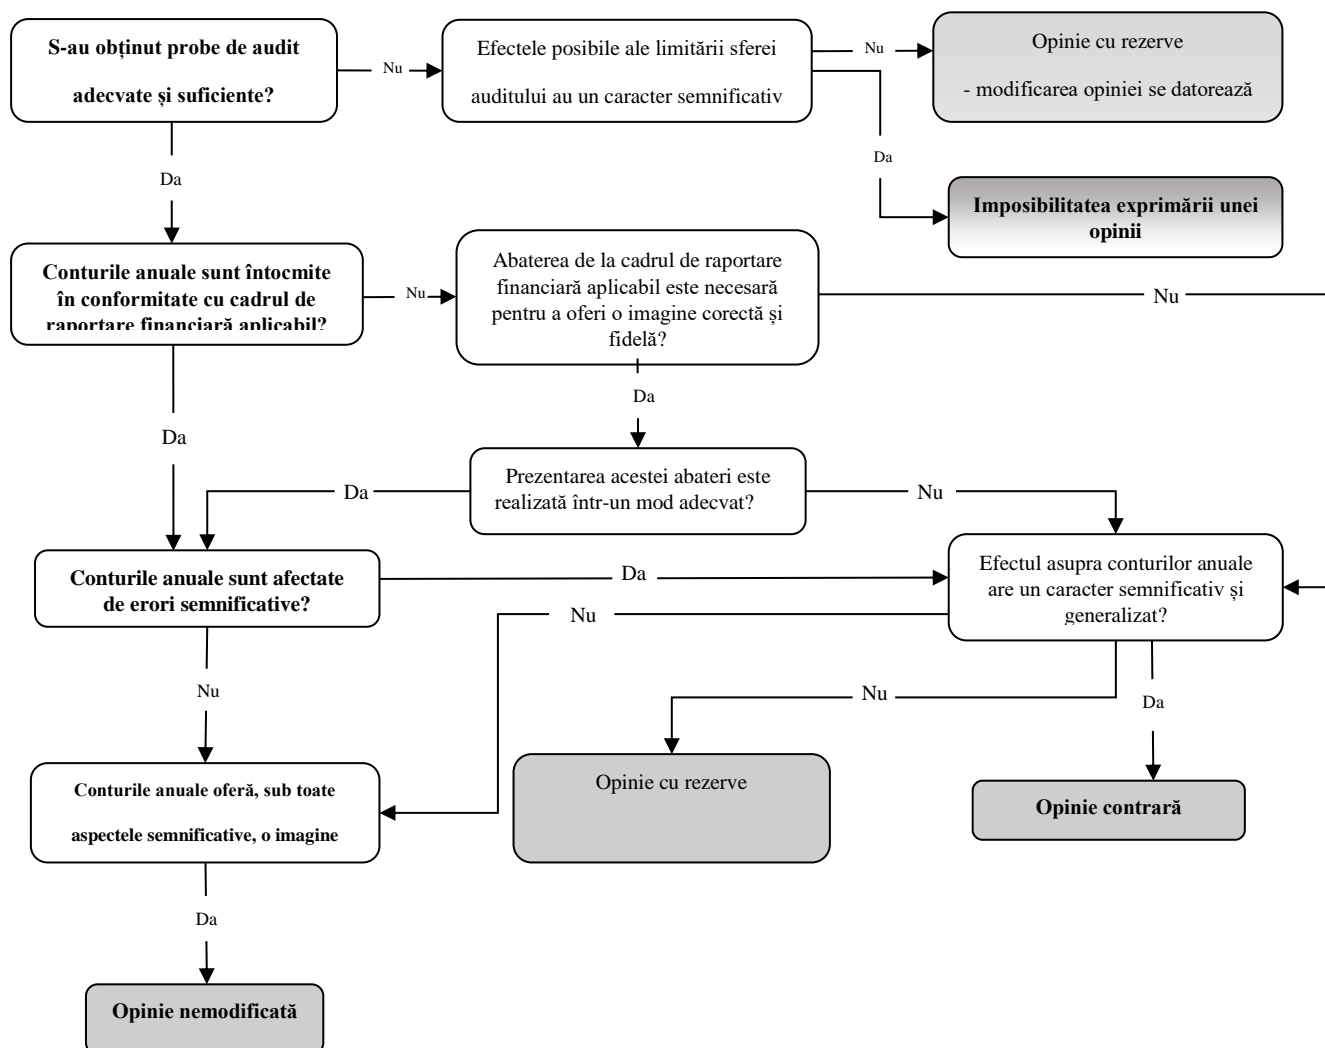 S-au obținut probe de audit
adecvate și suficiente?
Nu
Efectele posibile ale limitării sferei
auditului au un caracter semnificativ
Nu
Opinie cu rezerve
- modificarea opiniei se datorează
Da
Da
Imposibilitatea exprimării unei
opinii
Conturile anuale sunt întocmite
în conformitate cu cadrul de
raportare financiară aplicabil?
Nu
Abaterea de la cadrul de raportare
financiară aplicabil este necesară
pentru a oferi o imagine corectă și
fidelă?
Nu
Da
Da
Prezentarea acestei abateri este
realizată într-un mod adecvat?
Da
Nu
Efectul asupra conturilor anuale
are un caracter semnificativ și
generalizat?
Conturile anuale sunt afectate
de erori semnificative?
Da
Nu
Nu
Nu
Da
Conturile anuale oferă, sub toate
aspectele semnificative, o imagine
Opinie cu rezerve
Opinie contrară
Da
Opinie nemodificată